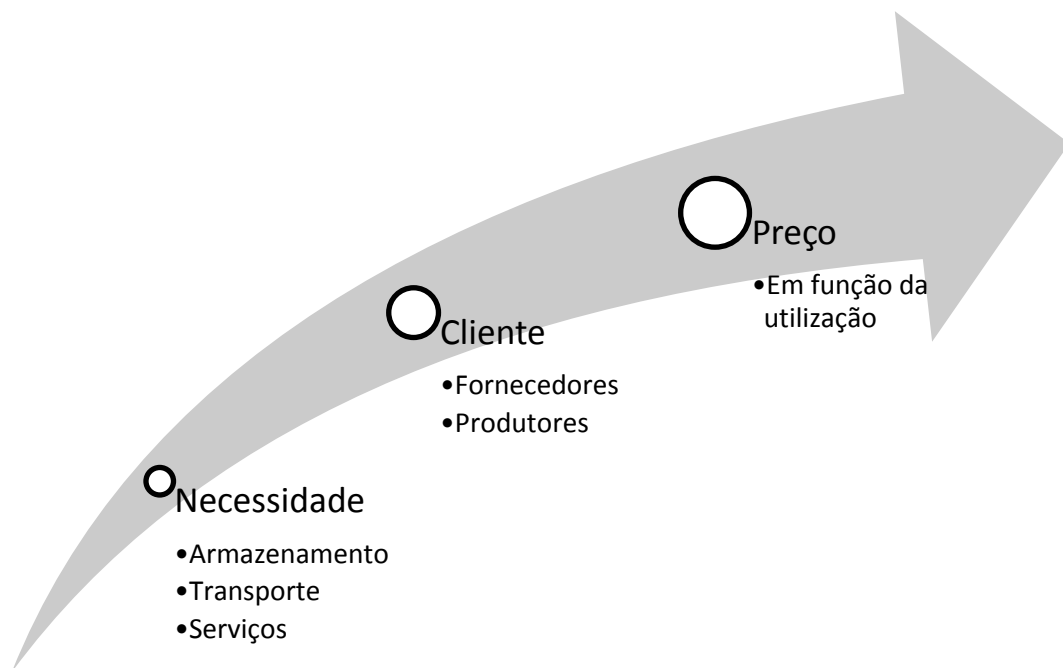 Necessidade
•Armazenamento
•Transporte
•Serviços
Cliente
•Fornecedores
•Produtores
Preço
•Em função da
utilização